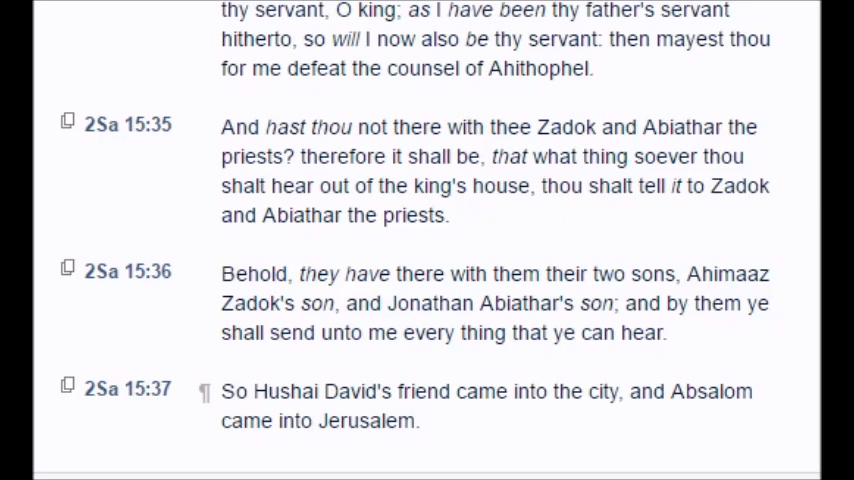 thy servant, O king; as I have been thy father's servant
hitherto, so will I now also be thy servant: then mayest thou
for me defeat the counsel of Ahithophel.
2Sa 15:35 And hast thou not there with thee Zadok and Abiathar the
priests? therefore it shall be, that what thing soever thou
shalt hear out of the king's house, thou shalt tell it to Zadok
and Abiathar the priests.
2Sa 15:36 Behold, they have there with them their two sons, Ahimaaz
Zadok's son, and Jonathan Abiathar's son; and by them ye
shall send unto me every thing that ye can hear.
2Sa 15:37 ¶ So Hushai David's friend came into the city, and Absalom
came into Jerusalem.